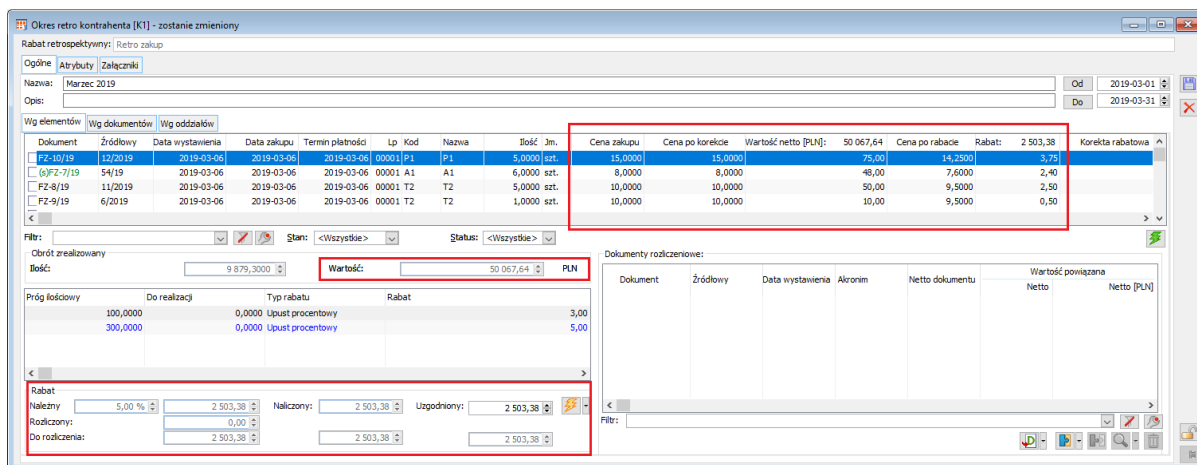 Okres retro kontrahenta [K1] - zostanie zmieniony
Rabat retrospektywny: Retro zakup
Ogólne Atrybuty Załączniki
Nazwa: Marzec 2019 Od 2019-03-01
Opis: Do 2019-03-31
Wg elementów Wg dokumentów Wg oddziałów
Dokument Źródłowy Data wystawienia Data zakupu Termin płatności Lp Kod Nazwa Ilość Jm. Cena zakupu Cena po korekcie Wartość netto [PLN]: 50 067,64 Cena po rabacie Rabat: 2 503,38 Korekta rabatowa
FZ-10/19 12/2019 2019-03-06 2019-03-06 2019-03-06 00001 P1 P1 5,0000 szt. 15,0000 15,0000 75,00 14,2500 3,75
(s)FZ-7/19 54/19 2019-03-06 2019-03-06 2019-03-06 00001 A1 A1 6,0000 szt. 8,0000 8,0000 48,00 7,6000 2,40
FZ-8/19 11/2019 2019-03-06 2019-03-06 2019-03-06 00001 T2 T2 5,0000 szt. 10,0000 10,0000 50,00 9,5000 2,50
FZ-9/19 6/2019 2019-03-06 2019-03-06 2019-03-06 00001 T2 T2 1,0000 szt. 10,0000 10,0000 10,00 9,5000 0,50
Filtr: Stan: <Wszystkie> Status: <Wszystkie>
Obrót zrealizowany
Ilość: 9 879,3000 Wartość: 50 067,64 PLN
Próg ilościowy Do realizacji Typ rabatu Rabat
100,0000 0,0000 Upust procentowy 3,00
300,0000 0,0000 Upust procentowy 5,00
Rabat
Należny 5,00 % 2 503,38 Naliczony: 2 503,38 Uzgodniony: 2 503,38
Rozliczony: 0,00
Do rozliczenia: 2 503,38 2 503,38 2 503,38
Dokumenty rozliczeniowe:
Dokument Źródłowy Data wystawienia Akronim Netto dokumentu Wartość powiązana
Netto Netto [PLN]
Filtr: